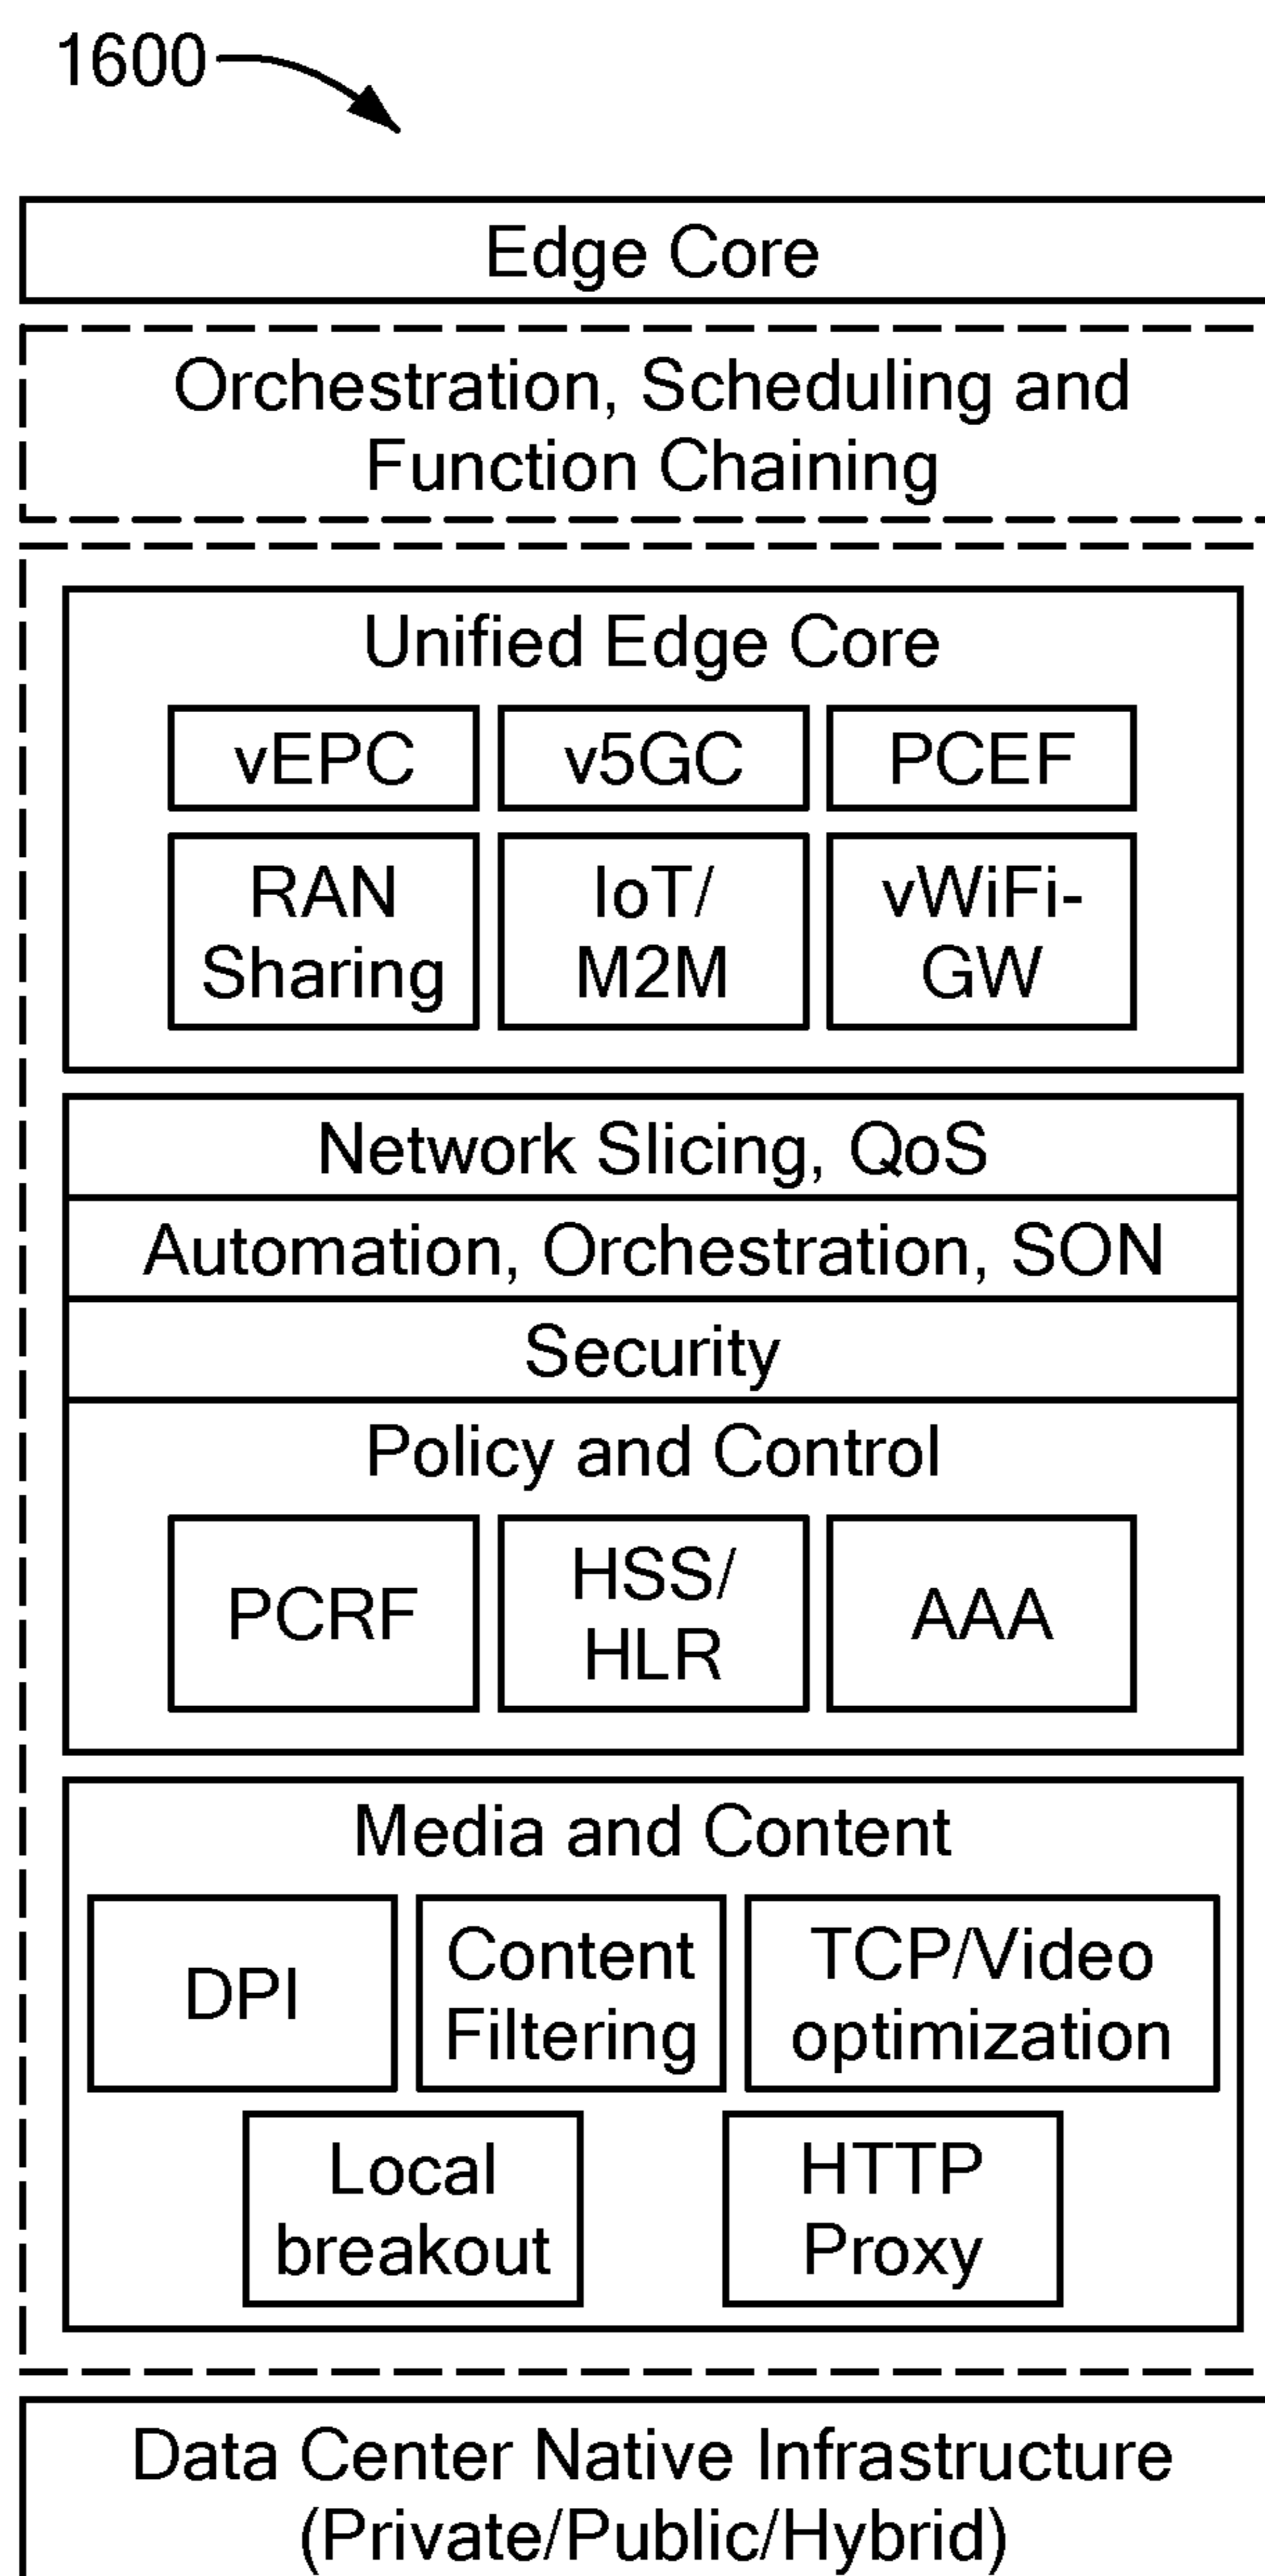 1600
Edge Core
Orchestration, Scheduling and
Function Chaining
Unified Edge Core
vEPC
v5GC
PCEF
RAN
Sharing
IoT/
M2M
vWiFi-
GW
Network Slicing, QoS
Automation, Orchestration, SON
Security
Policy and Control
PCRF
HSS/
HLR
AAA
Media and Content
DPI
Content
Filtering
TCP/Video
optimization
Local
breakout
HTTP
Proxy
Data Center Native Infrastructure
(Private/Public/Hybrid)